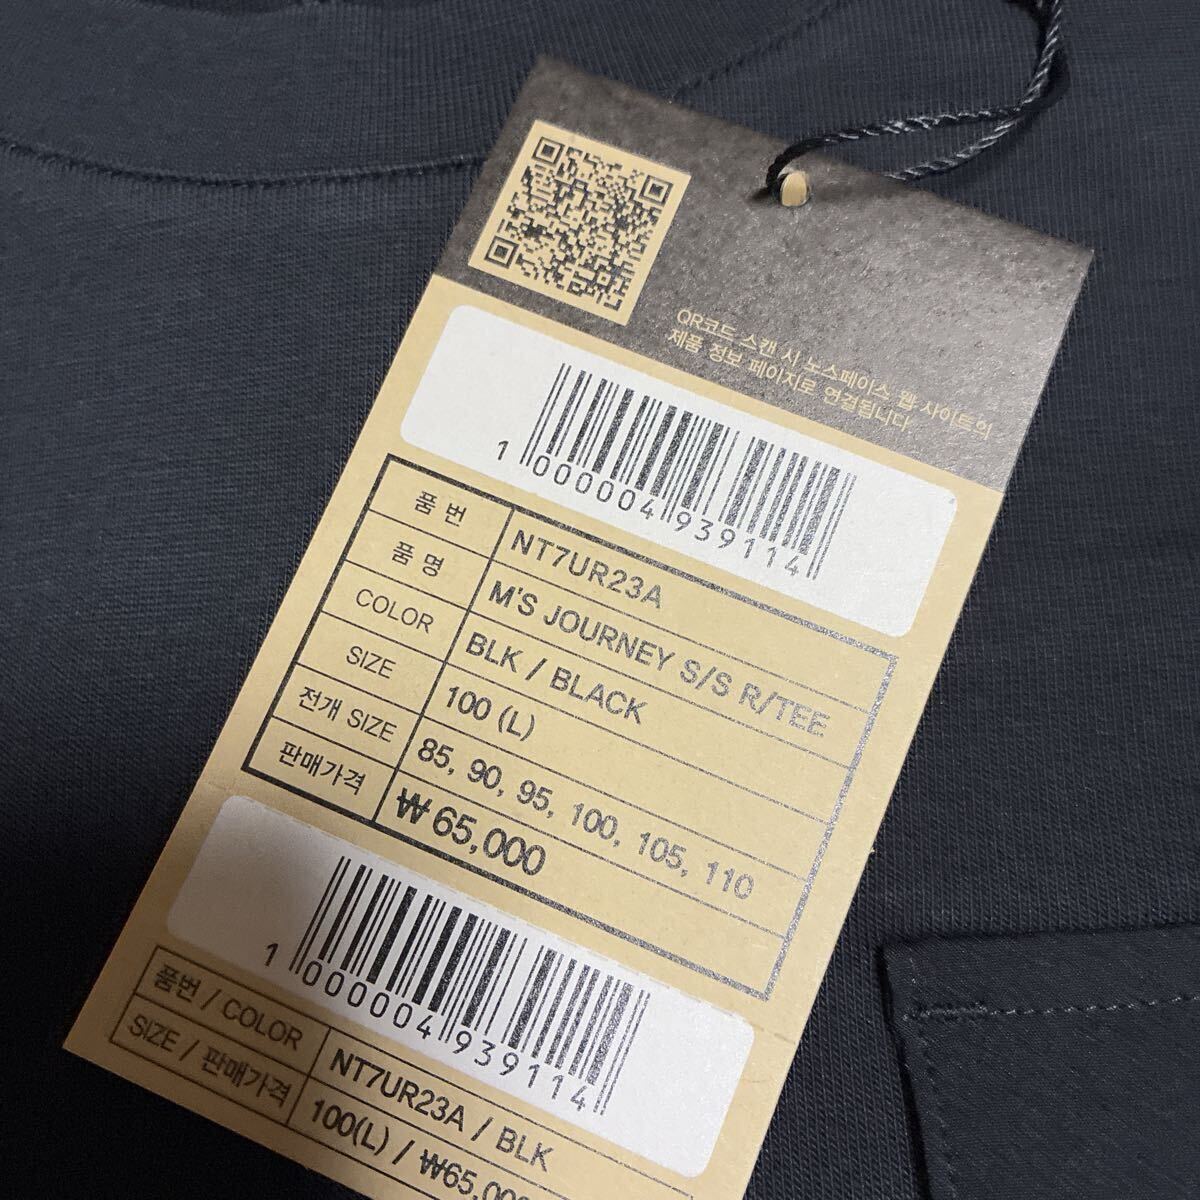 QR코드 스캔 시 노스페이스 웹 사이트의
제품 정보 페이지로 연결됩니다
1 000004 939114
품 번 NT7UR23A
품 명 M'S JOURNEY S/S R/TEE
COLOR BLK / BLACK
SIZE 100 (L)
전개 SIZE 85, 90, 95, 100, 105, 110
판매가격 ₩ 65,000
1 000004 939114
품번 / COLOR NT7UR23A / BLK
SIZE / 판매가격 100(L) / ₩65,000